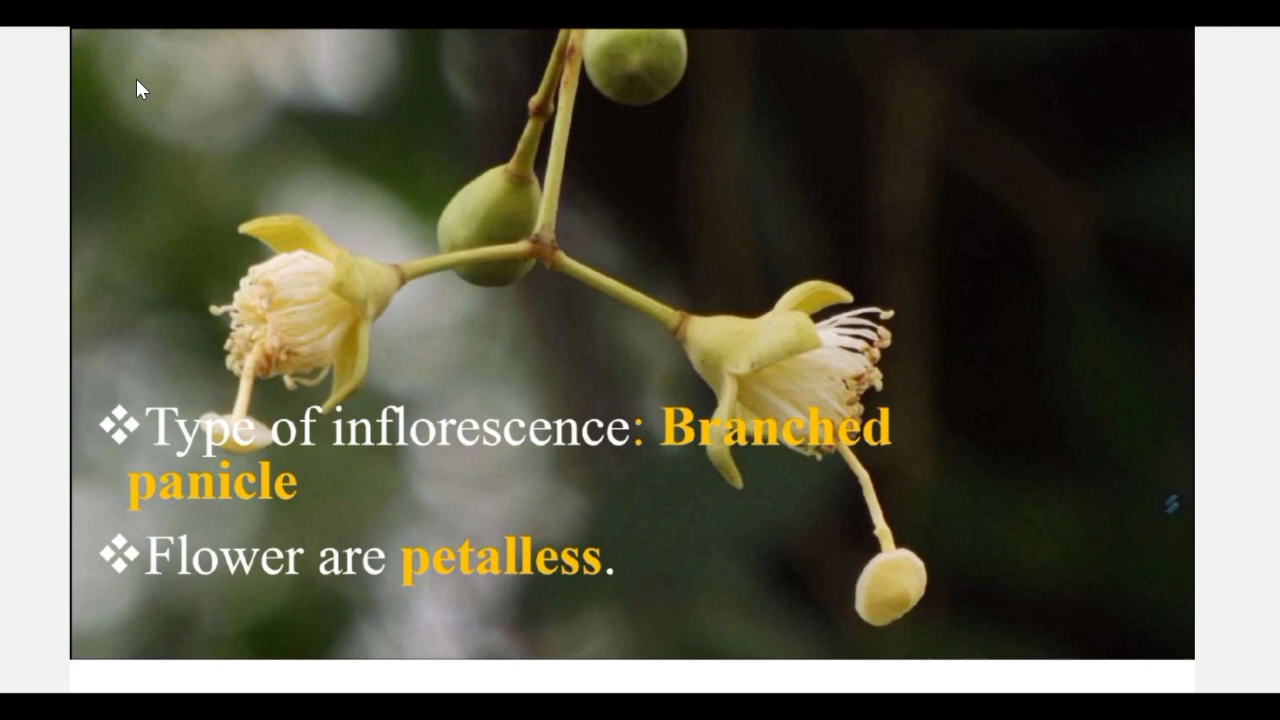 ❖Type of inflorescence: Branched
panicle
❖Flower are petalless.